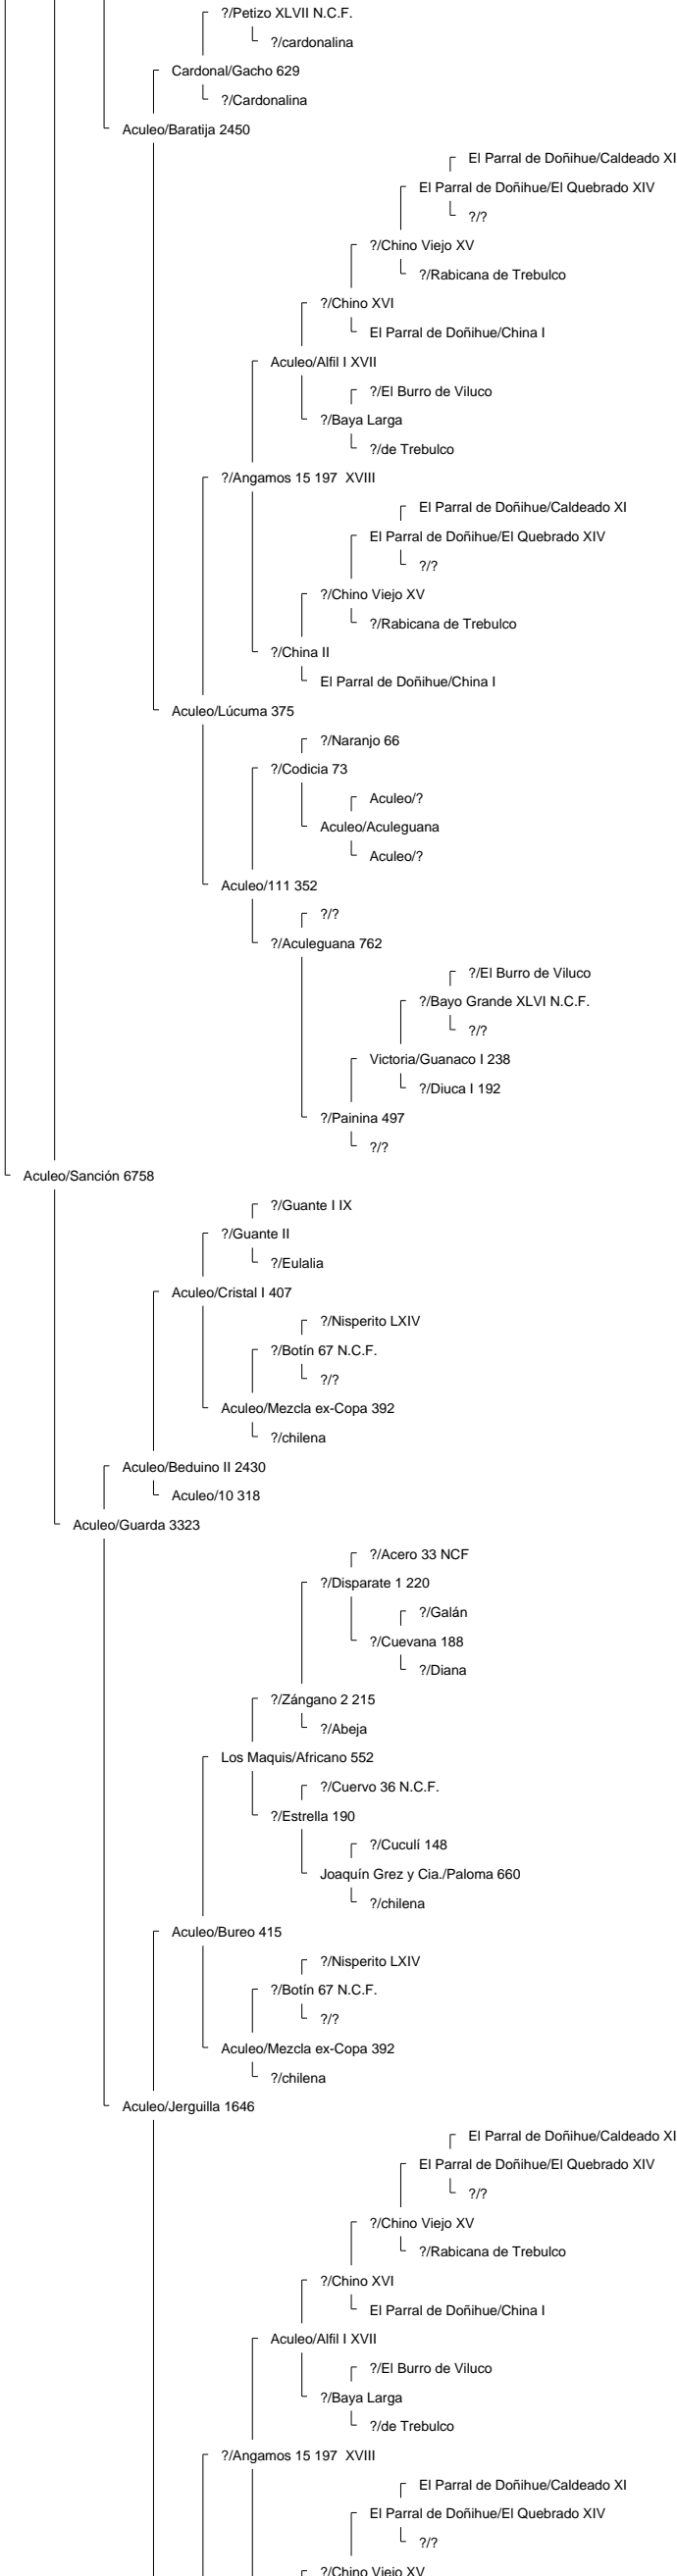 ?/Petizo XLVII N.C.F.
?/cardonalina
Cardonal/Gacho 629
?/Cardonalina
Aculeo/Baratija 2450
El Parral de Doñihue/Caldeado XI
El Parral de Doñihue/El Quebrado XIV
?/?
?/Chino Viejo XV
?/Rabicana de Trebulco
?/Chino XVI
El Parral de Doñihue/China I
Aculeo/Alfil I XVII
?/El Burro de Viluco
?/Baya Larga
?/de Trebulco
?/Angamos 15 197 XVIII
El Parral de Doñihue/Caldeado XI
El Parral de Doñihue/El Quebrado XIV
?/?
?/Chino Viejo XV
?/Rabicana de Trebulco
?/China II
El Parral de Doñihue/China I
Aculeo/Lúcuma 375
?/Naranjo 66
?/Codicia 73
Aculeo/?
Aculeo/Aculeguana
Aculeo/?
Aculeo/111 352
?/?
?/Aculeguana 762
?/El Burro de Viluco
?/Bayo Grande XLVI N.C.F.
?/?
Victoria/Guanaco I 238
?/Diuca I 192
?/Painina 497
?/?
Aculeo/Sanción 6758
?/Guante I IX
?/Guante II
?/Eulalia
Aculeo/Cristal I 407
?/Nisperito LXIV
?/Botín 67 N.C.F.
?/?
Aculeo/Mezcla ex-Copa 392
?/chilena
Aculeo/Beduino II 2430
Aculeo/10 318
Aculeo/Guarda 3323
?/Acero 33 NCF
?/Disparate 1 220
?/Galán
?/Cuevana 188
?/Diana
?/Zángano 2 215
?/Abeja
Los Maquis/Africano 552
?/Cuervo 36 N.C.F.
?/Estrella 190
?/Cuculí 148
Joaquín Grez y Cia./Paloma 660
?/chilena
Aculeo/Bureo 415
?/Nisperito LXIV
?/Botín 67 N.C.F.
?/?
Aculeo/Mezcla ex-Copa 392
?/chilena
Aculeo/Jerguilla 1646
El Parral de Doñihue/Caldeado XI
El Parral de Doñihue/El Quebrado XIV
?/?
?/Chino Viejo XV
?/Rabicana de Trebulco
?/Chino XVI
El Parral de Doñihue/China I
Aculeo/Alfil I XVII
?/El Burro de Viluco
?/Baya Larga
?/de Trebulco
?/Angamos 15 197 XVIII
El Parral de Doñihue/Caldeado XI
El Parral de Doñihue/El Quebrado XIV
?/?
?/Chino Viejo XV